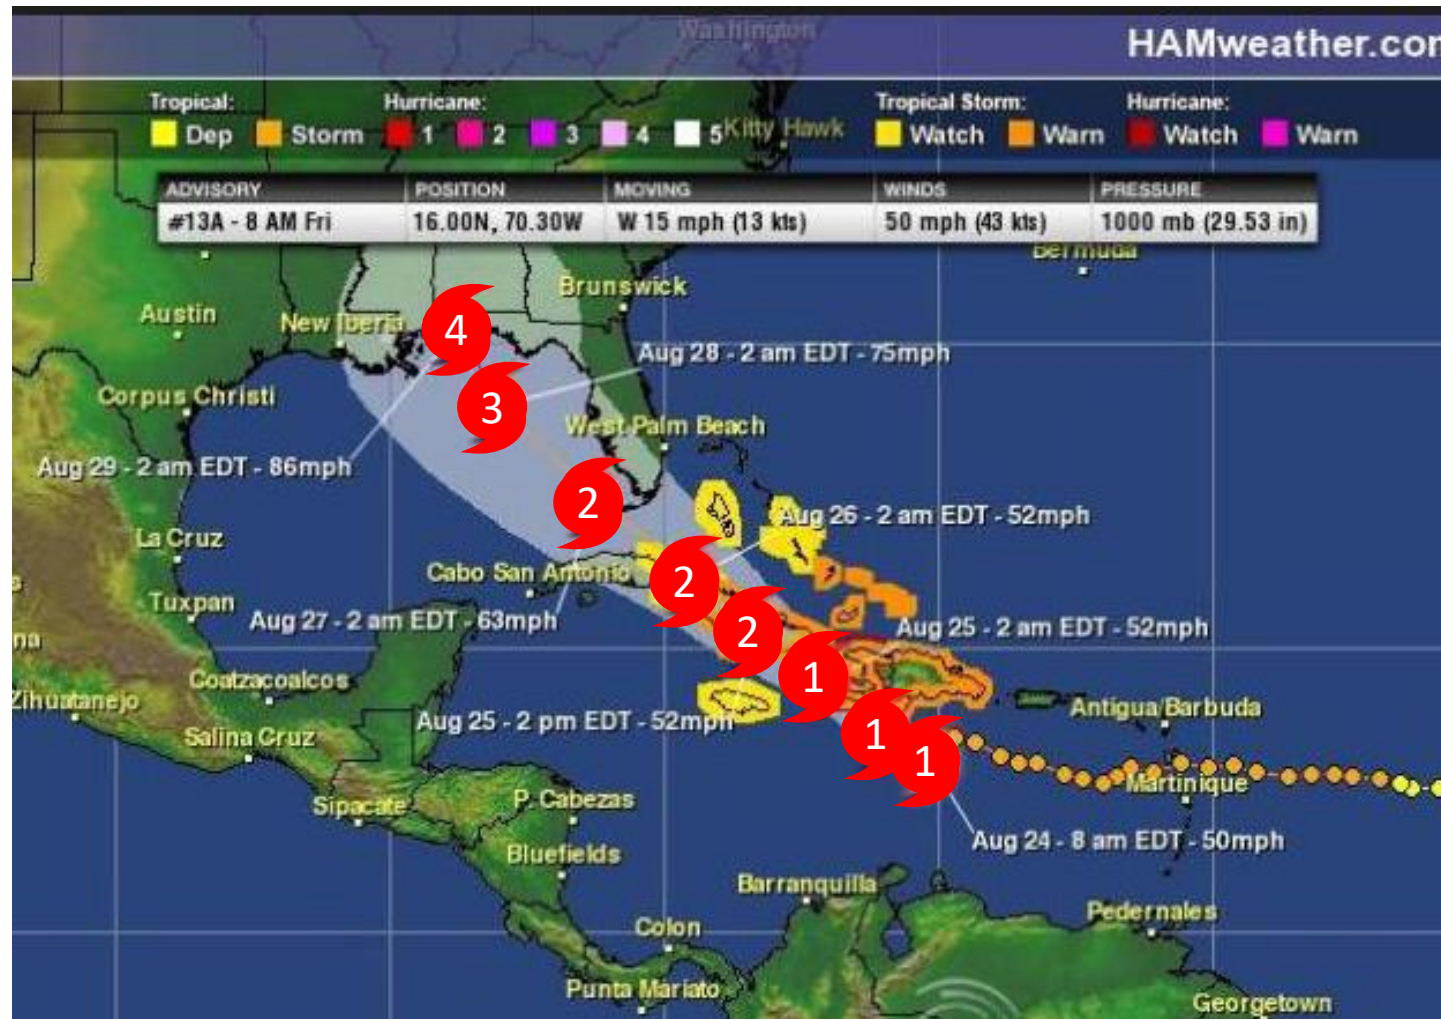 Washington
HAMweather.com
Tropical:
Hurricane:
Tropical Storm:
Hurricane:
Dep Storm 1 2 3 4 5 Kitty Hawk Watch Warn Watch Warn
ADVISORY POSITION MOVING WINDS PRESSURE
#13A - 8 AM Fri 16.00N, 70.30W W 15 mph (13 kts) 50 mph (43 kts) 1000 mb (29.53 in)
Bermuda
Brunswick
Austin
New Iberia
4
Aug 28 - 2 am EDT - 75mph
Corpus Christi
3
West Palm Beach
Aug 29 - 2 am EDT - 86mph
2
Aug 26 - 2 am EDT - 52mph
La Cruz
Cabo San Antonio
2
Tuxpan
Aug 27 - 2 am EDT - 63mph
na
2
Aug 25 - 2 am EDT - 52mph
Coatzacoalcos
1
Zihuatanejo
Aug 25 - 2 pm EDT - 52mph
Antigua/Barbuda
Salina Cruz
1
1
Martinique
Sipacate
P. Cabezas
Aug 24 - 8 am EDT - 50mph
Bluefields
Barranquilla
Pedernales
Colon
Punta Mariato
Georgetown